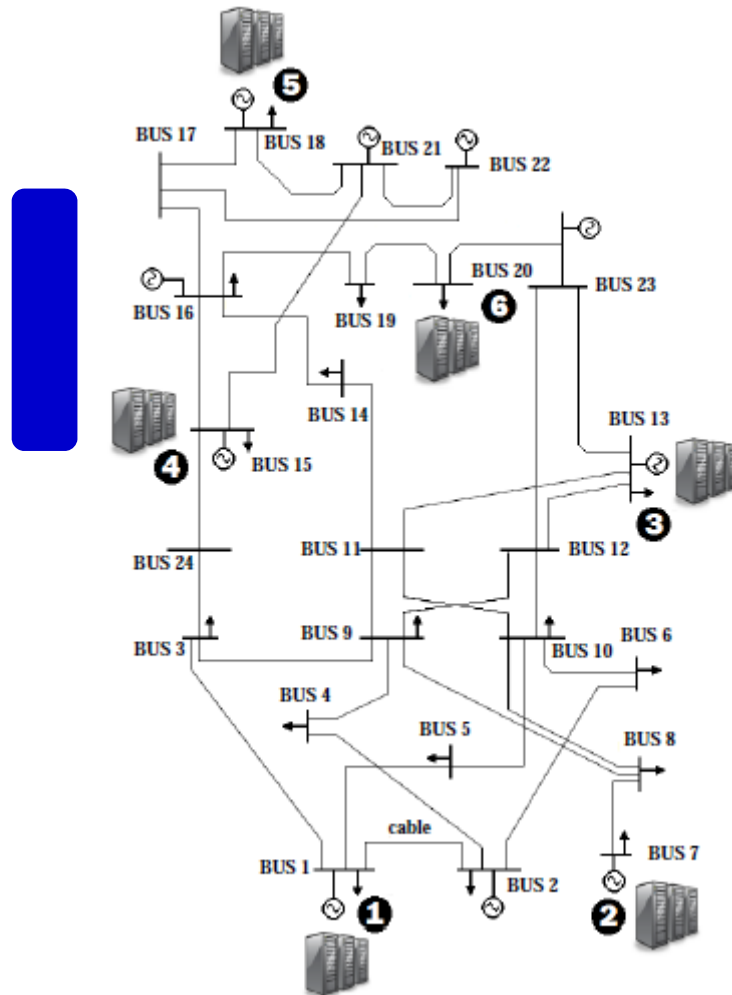 5
BUS 17
BUS 18
BUS 21
BUS 22
BUS 20
BUS 23
BUS 16
BUS 19
6
BUS 14
BUS 13
4
BUS 15
3
BUS 24
BUS 11
BUS 12
BUS 3
BUS 9
BUS 10
BUS 6
BUS 4
BUS 5
BUS 8
cable
BUS 1
BUS 2
BUS 7
1
2